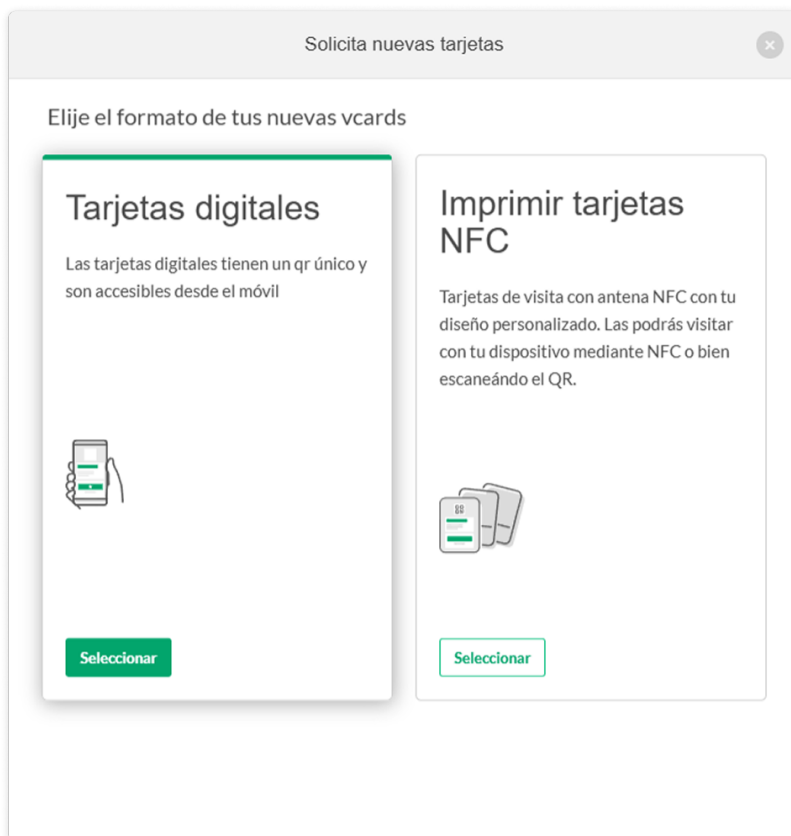 Solicita nuevas tarjetas
Elije el formato de tus nuevas vcards
Tarjetas digitales
Las tarjetas digitales tienen un qr único y
son accesibles desde el móvil
Seleccionar
Imprimir tarjetas
NFC
Tarjetas de visita con antena NFC con tu
diseño personalizado. Las podrás visitar
con tu dispositivo mediante NFC o bien
escaneándo el QR.
Seleccionar